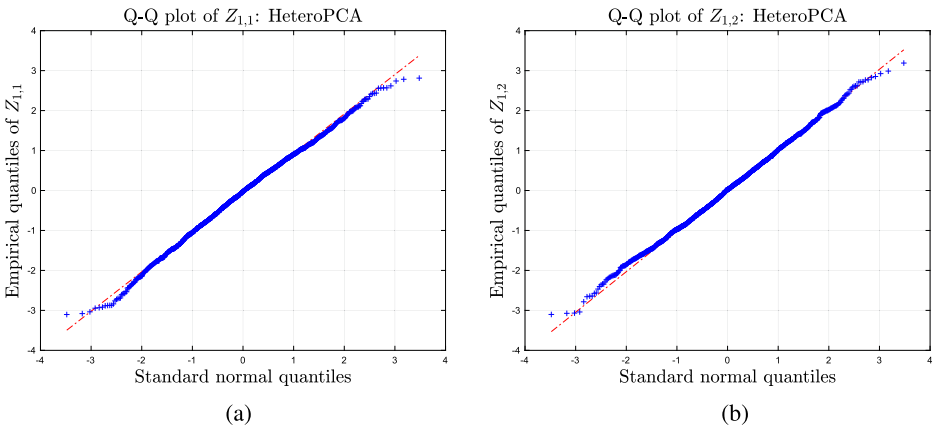 Q-Q plot of Z₁,₁: HeteroPCA
Empirical quantiles of Z₁,₁
4
3
2
1
0
-1
-2
-3
-4
-4 -3 -2 -1 0 1 2 3 4
Standard normal quantiles
(a)
Q-Q plot of Z₁,₂: HeteroPCA
Empirical quantiles of Z₁,₂
4
3
2
1
0
-1
-2
-3
-4
-4 -3 -2 -1 0 1 2 3 4
Standard normal quantiles
(b)